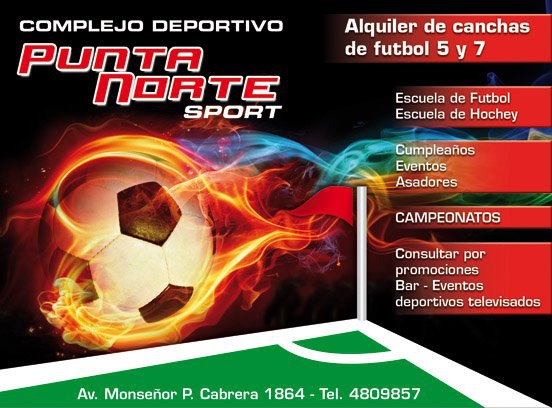 COMPLEJO DEPORTIVO
PUNTA
NORTE
SPORT
Alquiler de canchas
de futbol 5 y 7
Escuela de Futbol
Escuela de Hochey
Cumpleaños
Eventos
Asadores
CAMPEONATOS
Consultar por
promociones
Bar - Eventos
deportivos televisados
Av. Monseñor P. Cabrera 1864 - Tel. 4809857